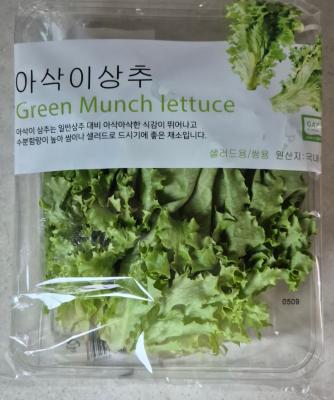 아삭이상추
Green Munch lettuce
아삭이 상추는 일반상추 대비 아삭아삭한 식감이 뛰어나고
수분함량이 높아 쌈이나 샐러드로 드시기에 좋은 채소입니다.
GAP
샐러드용/쌈용 원산지:국내
0509